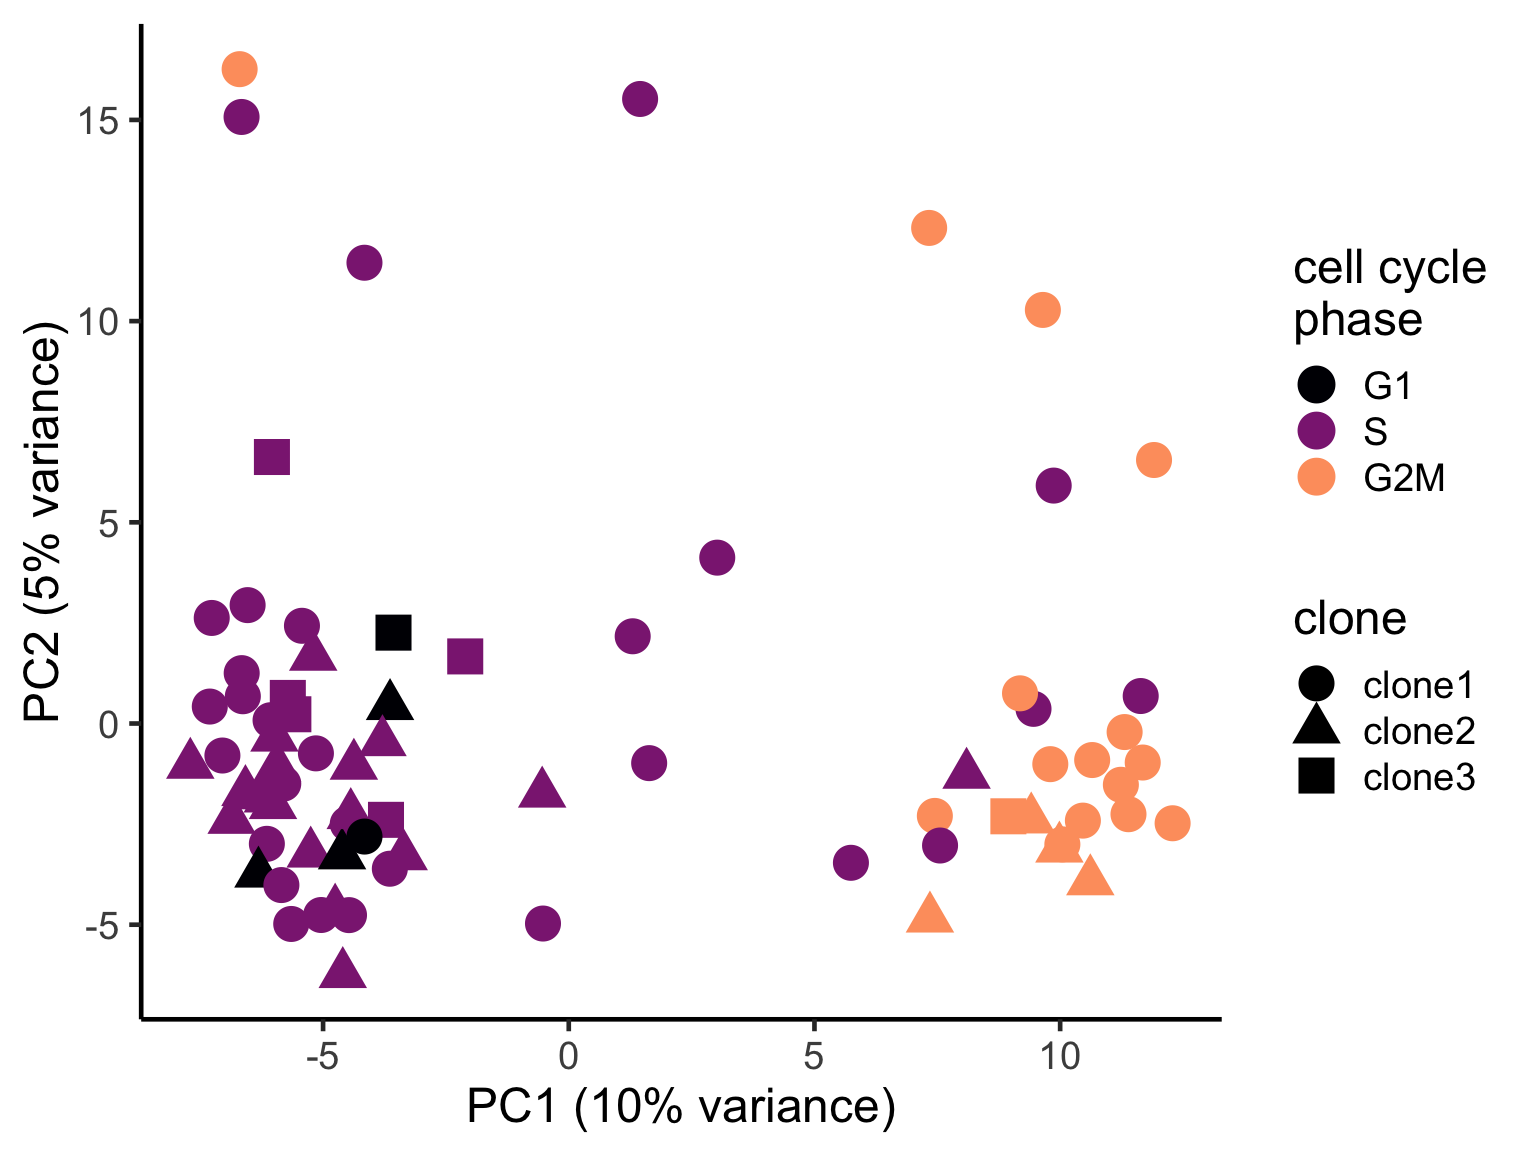 15
10
5
0
-5
PC2 (5% variance)
-5
0
5
10
PC1 (10% variance)
cell cycle
phase
G1
S
G2M
clone
clone1
clone2
clone3